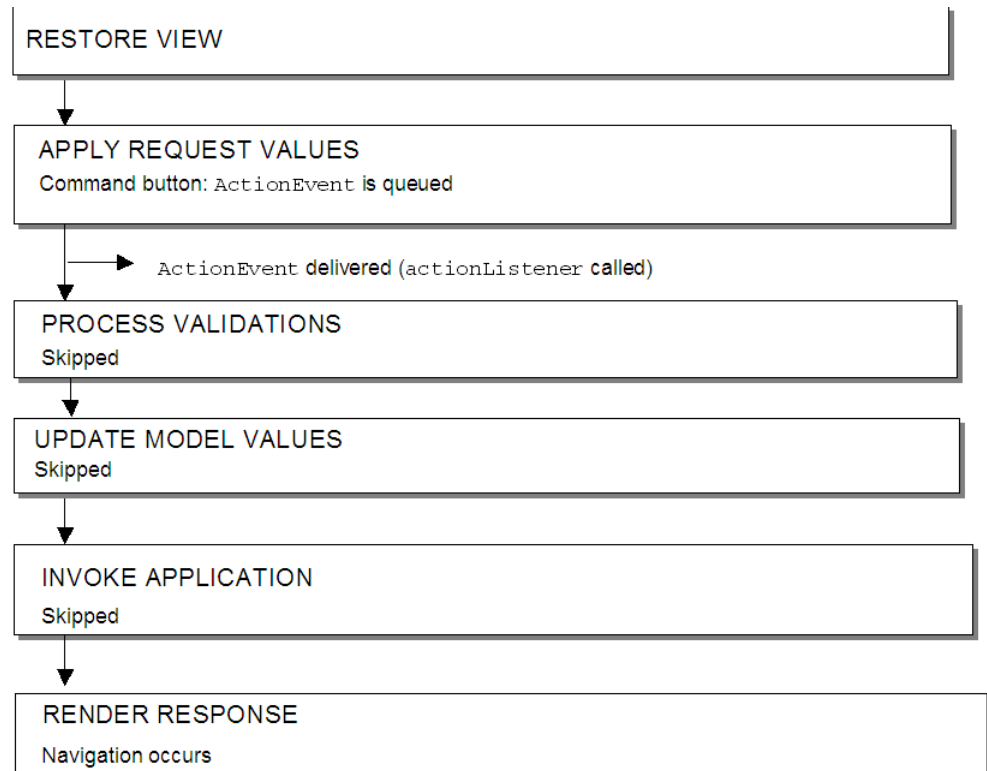 RESTORE VIEW
APPLY REQUEST VALUES
Command button: ActionEvent is queued
ActionEvent delivered (actionListener called)
PROCESS VALIDATIONS
Skipped
UPDATE MODEL VALUES
Skipped
INVOKE APPLICATION
Skipped
RENDER RESPONSE
Navigation occurs